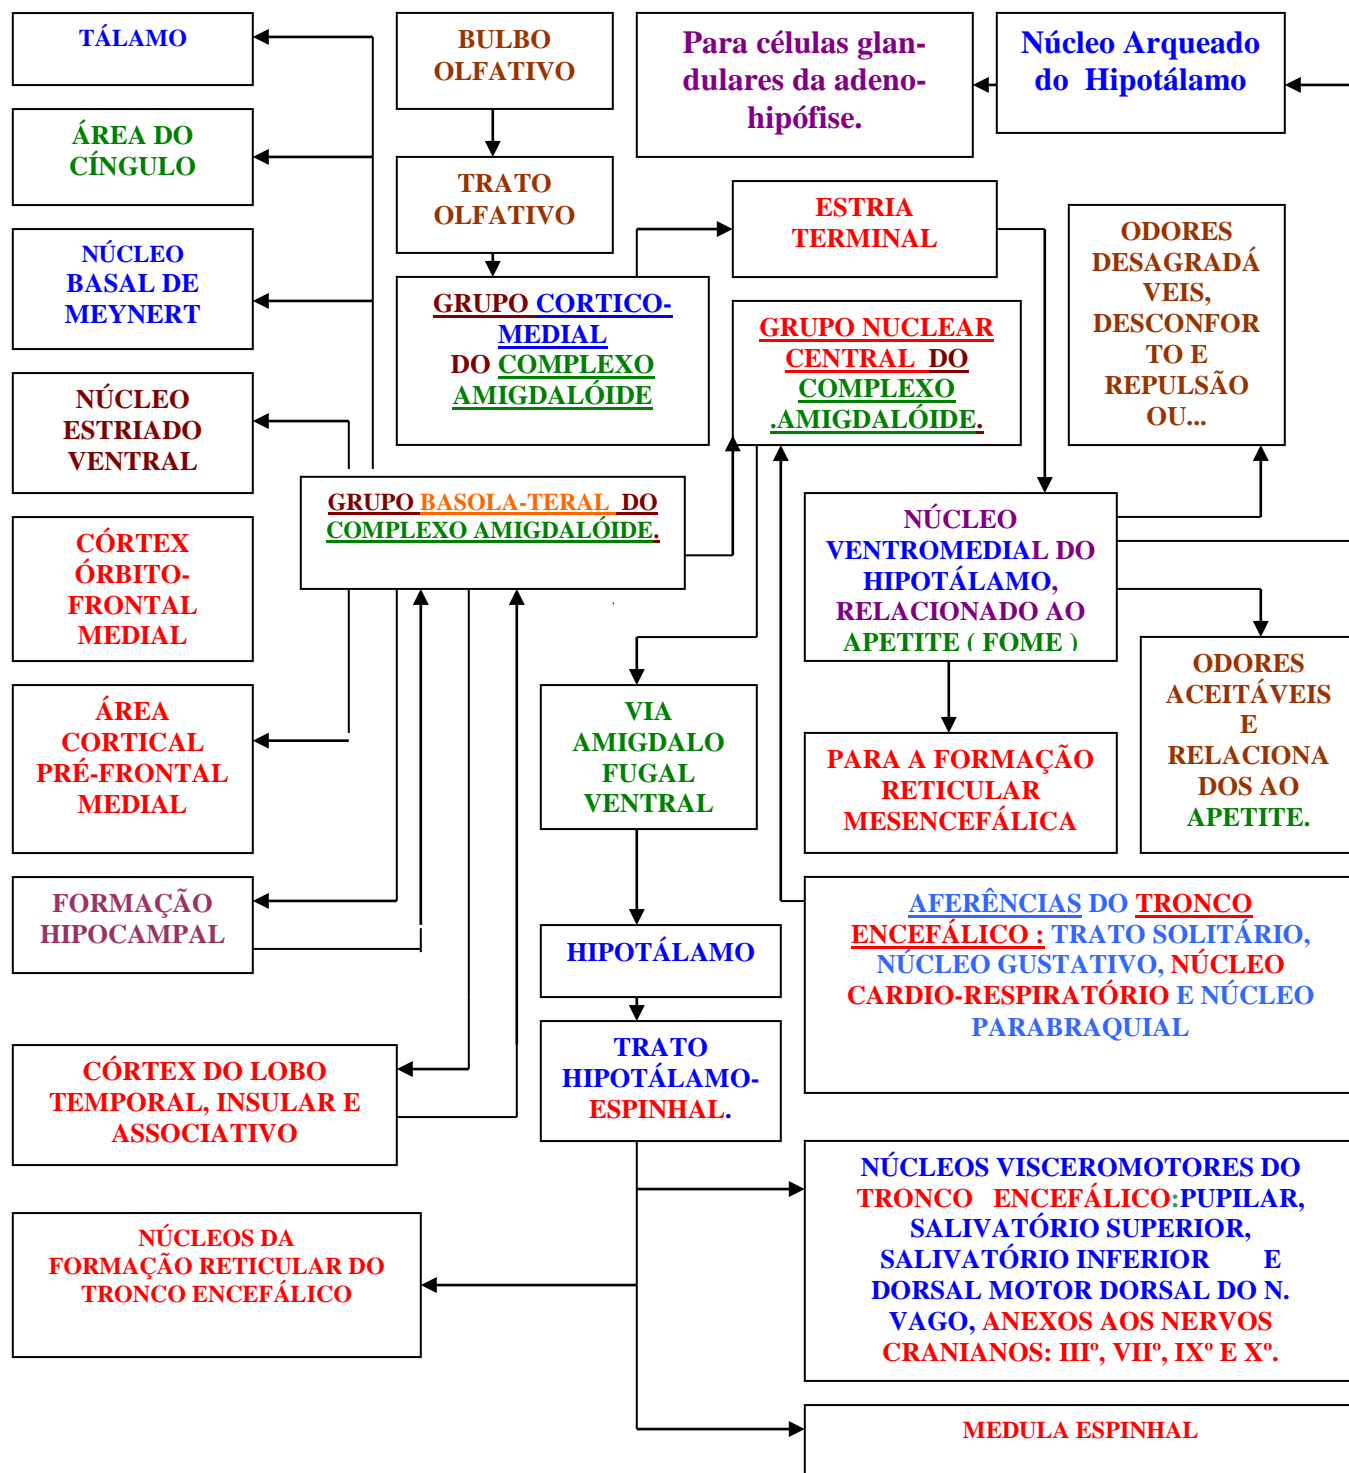 TÁLAMO
BULBO
OLFATIVO
Para células glan-
dulares da adeno-
hipófise.
Núcleo Arqueado
do Hipotálamo
ÁREA DO
CÍNGULO
TRATO
OLFATIVO
ESTRIA
TERMINAL
ODORES
DESAGRADÁ
VEIS,
DESCONFOR
TO E
REPULSÃO
OU...
NÚCLEO
BASAL DE
MEYNERT
GRUPO CORTICO-
MEDIAL
DO COMPLEXO
AMIGDALÓIDE
GRUPO NUCLEAR
CENTRAL DO
COMPLEXO
.AMIGDALÓIDE.
NÚCLEO
ESTRIADO
VENTRAL
GRUPO BASOLA-TERAL DO
COMPLEXO AMIGDALÓIDE.
NÚCLEO
VENTROMEDIAL DO
HIPOTÁLAMO,
RELACIONADO AO
APETITE ( FOME )
CÓRTEX
ÓRBITO-
FRONTAL
MEDIAL
ODORES
ACEITÁVEIS
E
RELACIONA
DOS AO
APETITE.
ÁREA
CORTICAL
PRÉ-FRONTAL
MEDIAL
VIA
AMIGDALO
FUGAL
VENTRAL
PARA A FORMAÇÃO
RETICULAR
MESENCEFÁLICA
FORMAÇÃO
HIPOCAMPAL
HIPOTÁLAMO
AFERÊNCIAS DO TRONCO
ENCEFÁLICO : TRATO SOLITÁRIO,
NÚCLEO GUSTATIVO, NÚCLEO
CARDIO-RESPIRATÓRIO E NÚCLEO
PARABRAQUIAL
CÓRTEX DO LOBO
TEMPORAL, INSULAR E
ASSOCIATIVO
TRATO
HIPOTÁLAMO-
ESPINHAL.
NÚCLEOS VISCEROMOTORES DO
TRONCO ENCEFÁLICO:PUPILAR,
SALIVATÓRIO SUPERIOR,
SALIVATÓRIO INFERIOR E
DORSAL MOTOR DORSAL DO N.
VAGO, ANEXOS AOS NERVOS
CRANIANOS: IIIº, VIIº, IXº E Xº.
NÚCLEOS DA
FORMAÇÃO RETICULAR DO
TRONCO ENCEFÁLICO
MEDULA ESPINHAL